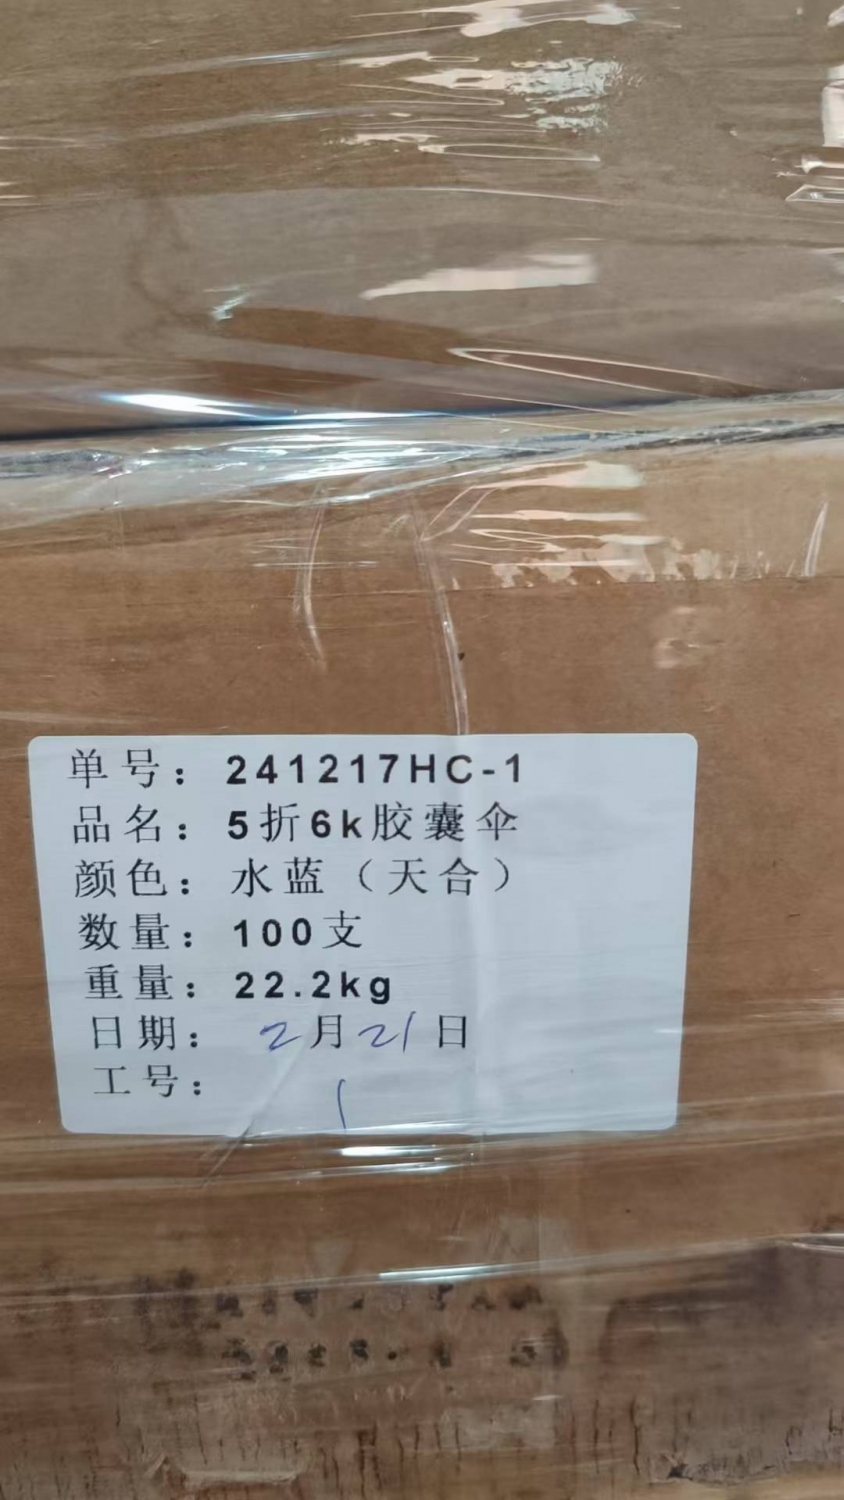 单号：241217HC-1
品名：5折6k胶囊伞
颜色：水蓝（天合）
数量：100支
重量：22.2kg
日期：2月21日
工号：1